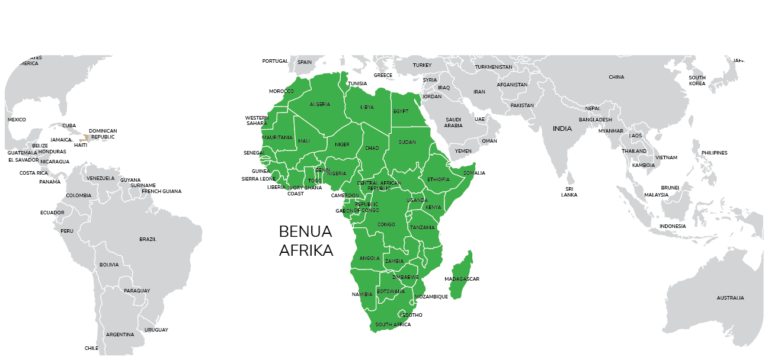 MEXICO
CUBA
DOMINICAN
REPUBLIC
JAMAICA
HAITI
HONDURAS
GUATEMALA
EL SAVADOR
NICARAGUA
COSTA RICA
PANAMA
VENEZUELA
GUYANA
SURINAME
FRENCH GUIANA
COLOMBIA
ECUADOR
PERU
BRAZIL
BOLIVIA
PARAGUAY
URUGUAY
ARGENTINA
CHILE
PORTUGAL
SPAIN
TUNISIA
GREECE
TURKEY
SYRIA
IRAQ
JORDAN
MOROCCO
ALGERIA
LIBYA
EGYPT
WESTERN
SAHARA
MAURITANIA
MALI
NIGER
CHAD
SUDAN
SENEGAL
GUINEA
SIERRA LEONE
LIBERIA
IVORY
COAST
GHANA
TOGO
BENIN
NIGERIA
CAMEROON
CENTRAL AFRICAN
REPUBLIC
ETHIOPIA
SOMALIA
GABON
REPUBLIC
OF CONGO
UGANDA
KENYA
CONGO
TANZANIA
BENUA
AFRIKA
ANGOLA
ZAMBIA
ZIMBABWE
MADAGASCAR
NAMIBIA
BOTSWANA
MOZAMBIQUE
LESOTHO
SOUTH AFRICA
TURKMENISTAN
IRAN
AFGANISTAN
PAKISTAN
SAUDI
ARABIA
UAE
OMAN
YEMEN
CHINA
SOUTH
KOREA
NEPAL
BANGLADESH
INDIA
MYANMAR
LAOS
THAILAND
VIETNAM
KAMBOJA
PHILIPINES
SRI
LANKA
BRUNEI
MALAYSIA
INDONESIA
AUSTRALIA